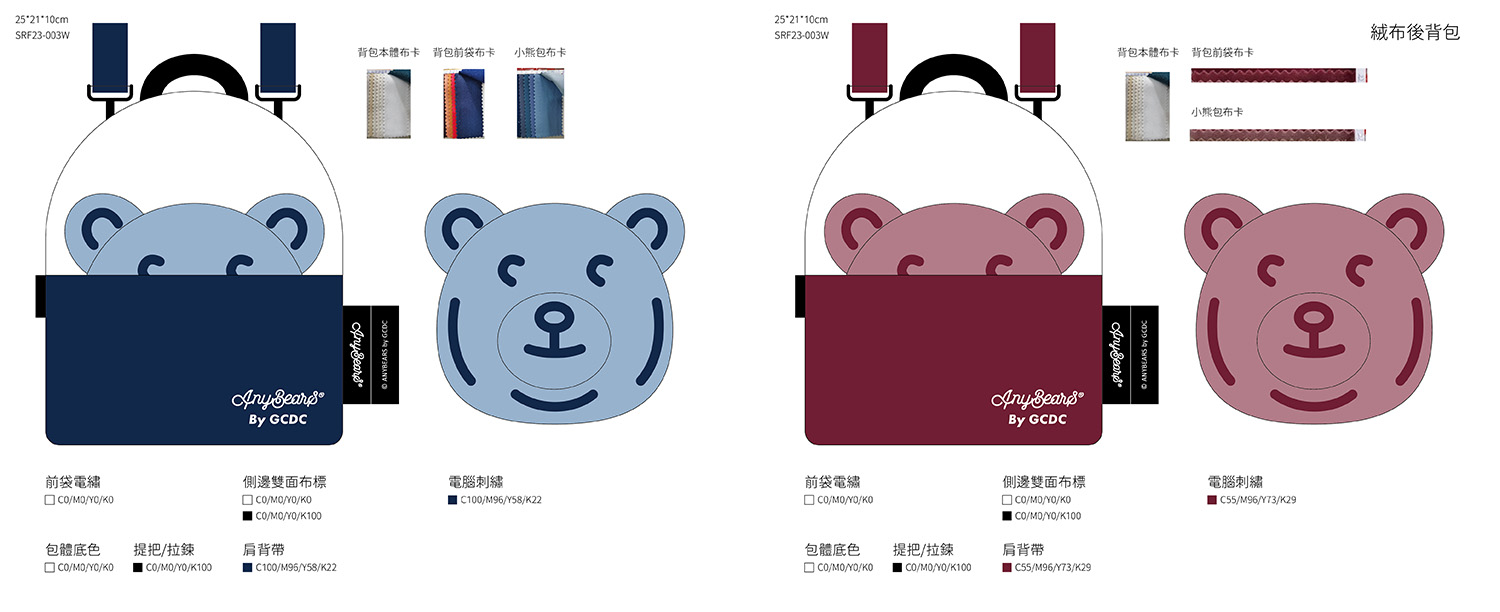 25*21*10cm
SRF23-003W
背包本體布卡
背包前袋布卡
小熊包布卡
AnyBears®
© ANYBEARS by GCDC
AnyBears®
By GCDC
前袋電繡
C0/M0/Y0/K0
側邊雙面布標
C0/M0/Y0/K0
C0/M0/Y0/K100
電腦刺繡
C100/M96/Y58/K22
包體底色
C0/M0/Y0/K0
提把/拉鍊
C0/M0/Y0/K100
肩背帶
C100/M96/Y58/K22
25*21*10cm
SRF23-003W
絨布後背包
背包本體布卡
背包前袋布卡
小熊包布卡
AnyBears®
© ANYBEARS by GCDC
AnyBears®
By GCDC
前袋電繡
C0/M0/Y0/K0
側邊雙面布標
C0/M0/Y0/K0
C0/M0/Y0/K100
電腦刺繡
C55/M96/Y73/K29
包體底色
C0/M0/Y0/K0
提把/拉鍊
C0/M0/Y0/K100
肩背帶
C55/M96/Y73/K29